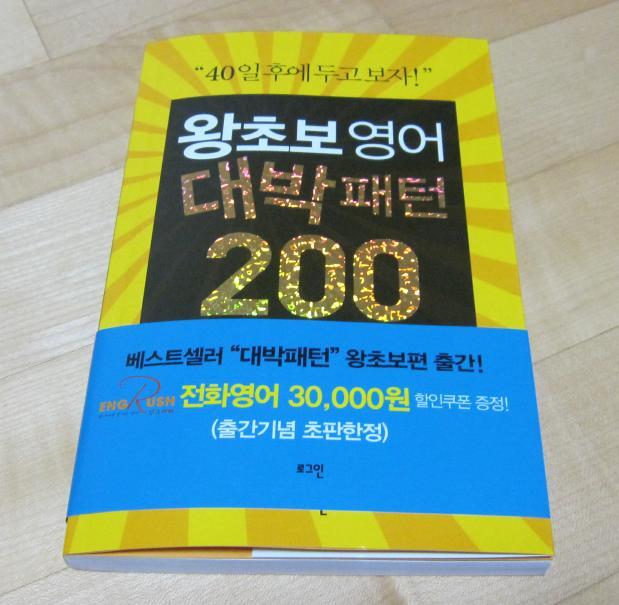 “40일 후에 두고 보자!”
왕초보 영어
대박 패턴
200
베스트셀러 “대박패턴” 왕초보편 출간!
ENGRUSH 전화영어 30,000원 할인쿠폰 증정!
(출간기념 초판한정)
로그인